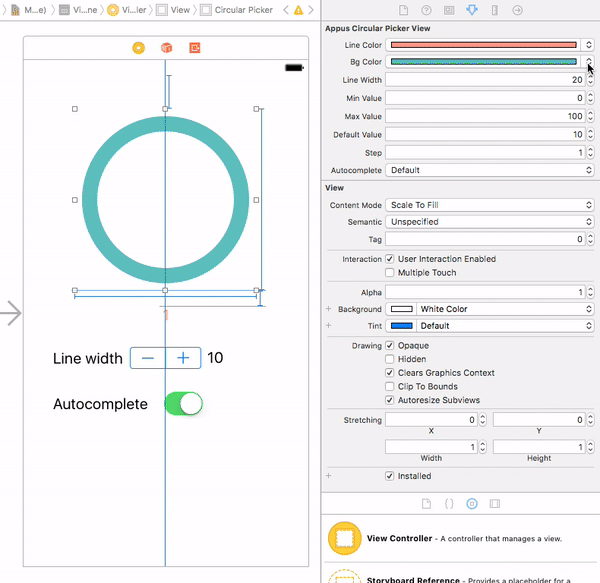 M...e) Vi...ne Vi...ler View Circular Picker
Appus Circular Picker View
Line Color
Bg Color
Line Width 20
Min Value 0
Max Value 100
Default Value 10
Step 1
Autocomplete Default
View
Content Mode Scale To Fill
Semantic Unspecified
Tag 0
Interaction User Interaction Enabled
Multiple Touch
Alpha 1
Background White Color
Tint Default
Drawing Opaque
Hidden
Clears Graphics Context
Clip To Bounds
Autoresize Subviews
Stretching 0 0
X Y
1 1
Width Height
Installed
1
Line width − + 10
Autocomplete
View Controller - A controller that manages a view.
Storyboard Reference - Provides a placeholder for a